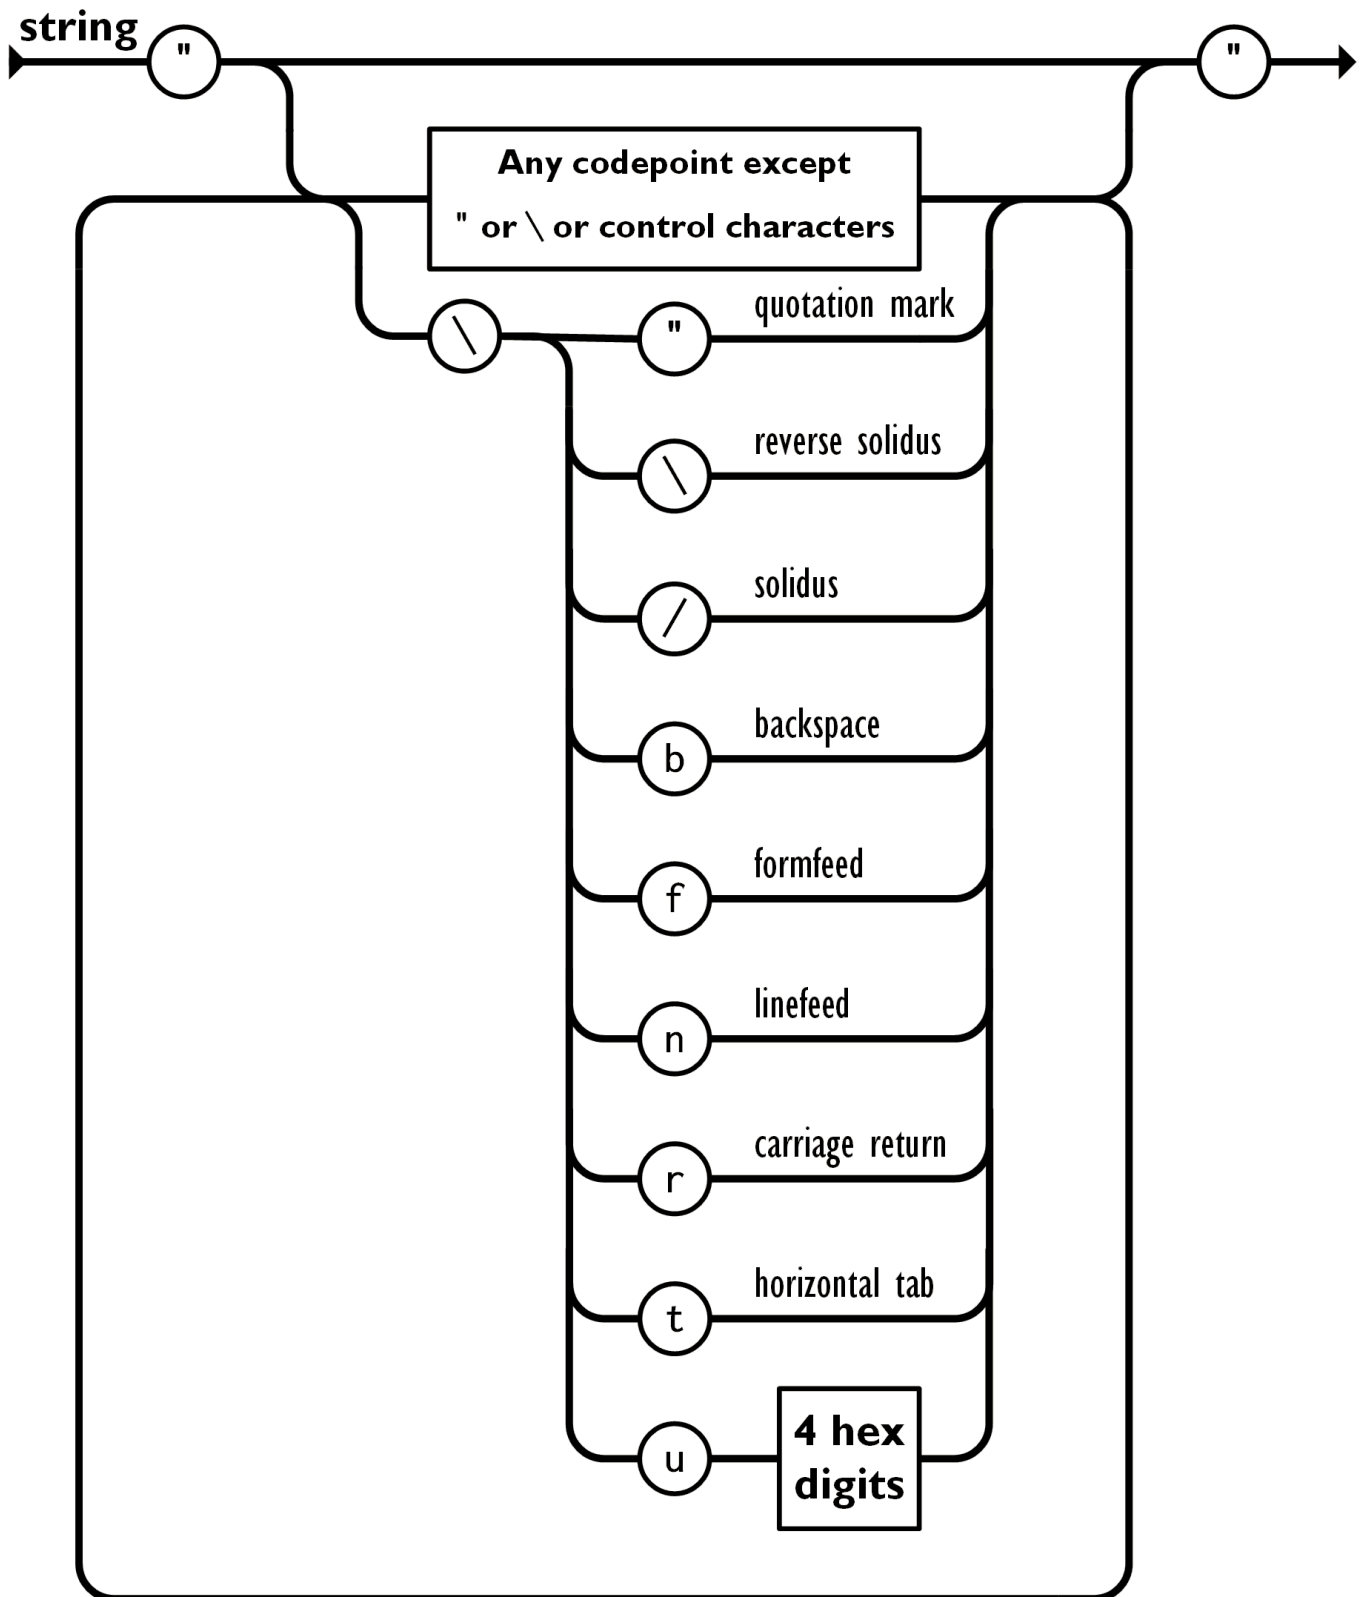 string
" "
Any codepoint except
" or \ or control characters
\ " quotation mark
\ reverse solidus
/ solidus
b backspace
f formfeed
n linefeed
r carriage return
t horizontal tab
u 4 hex
digits